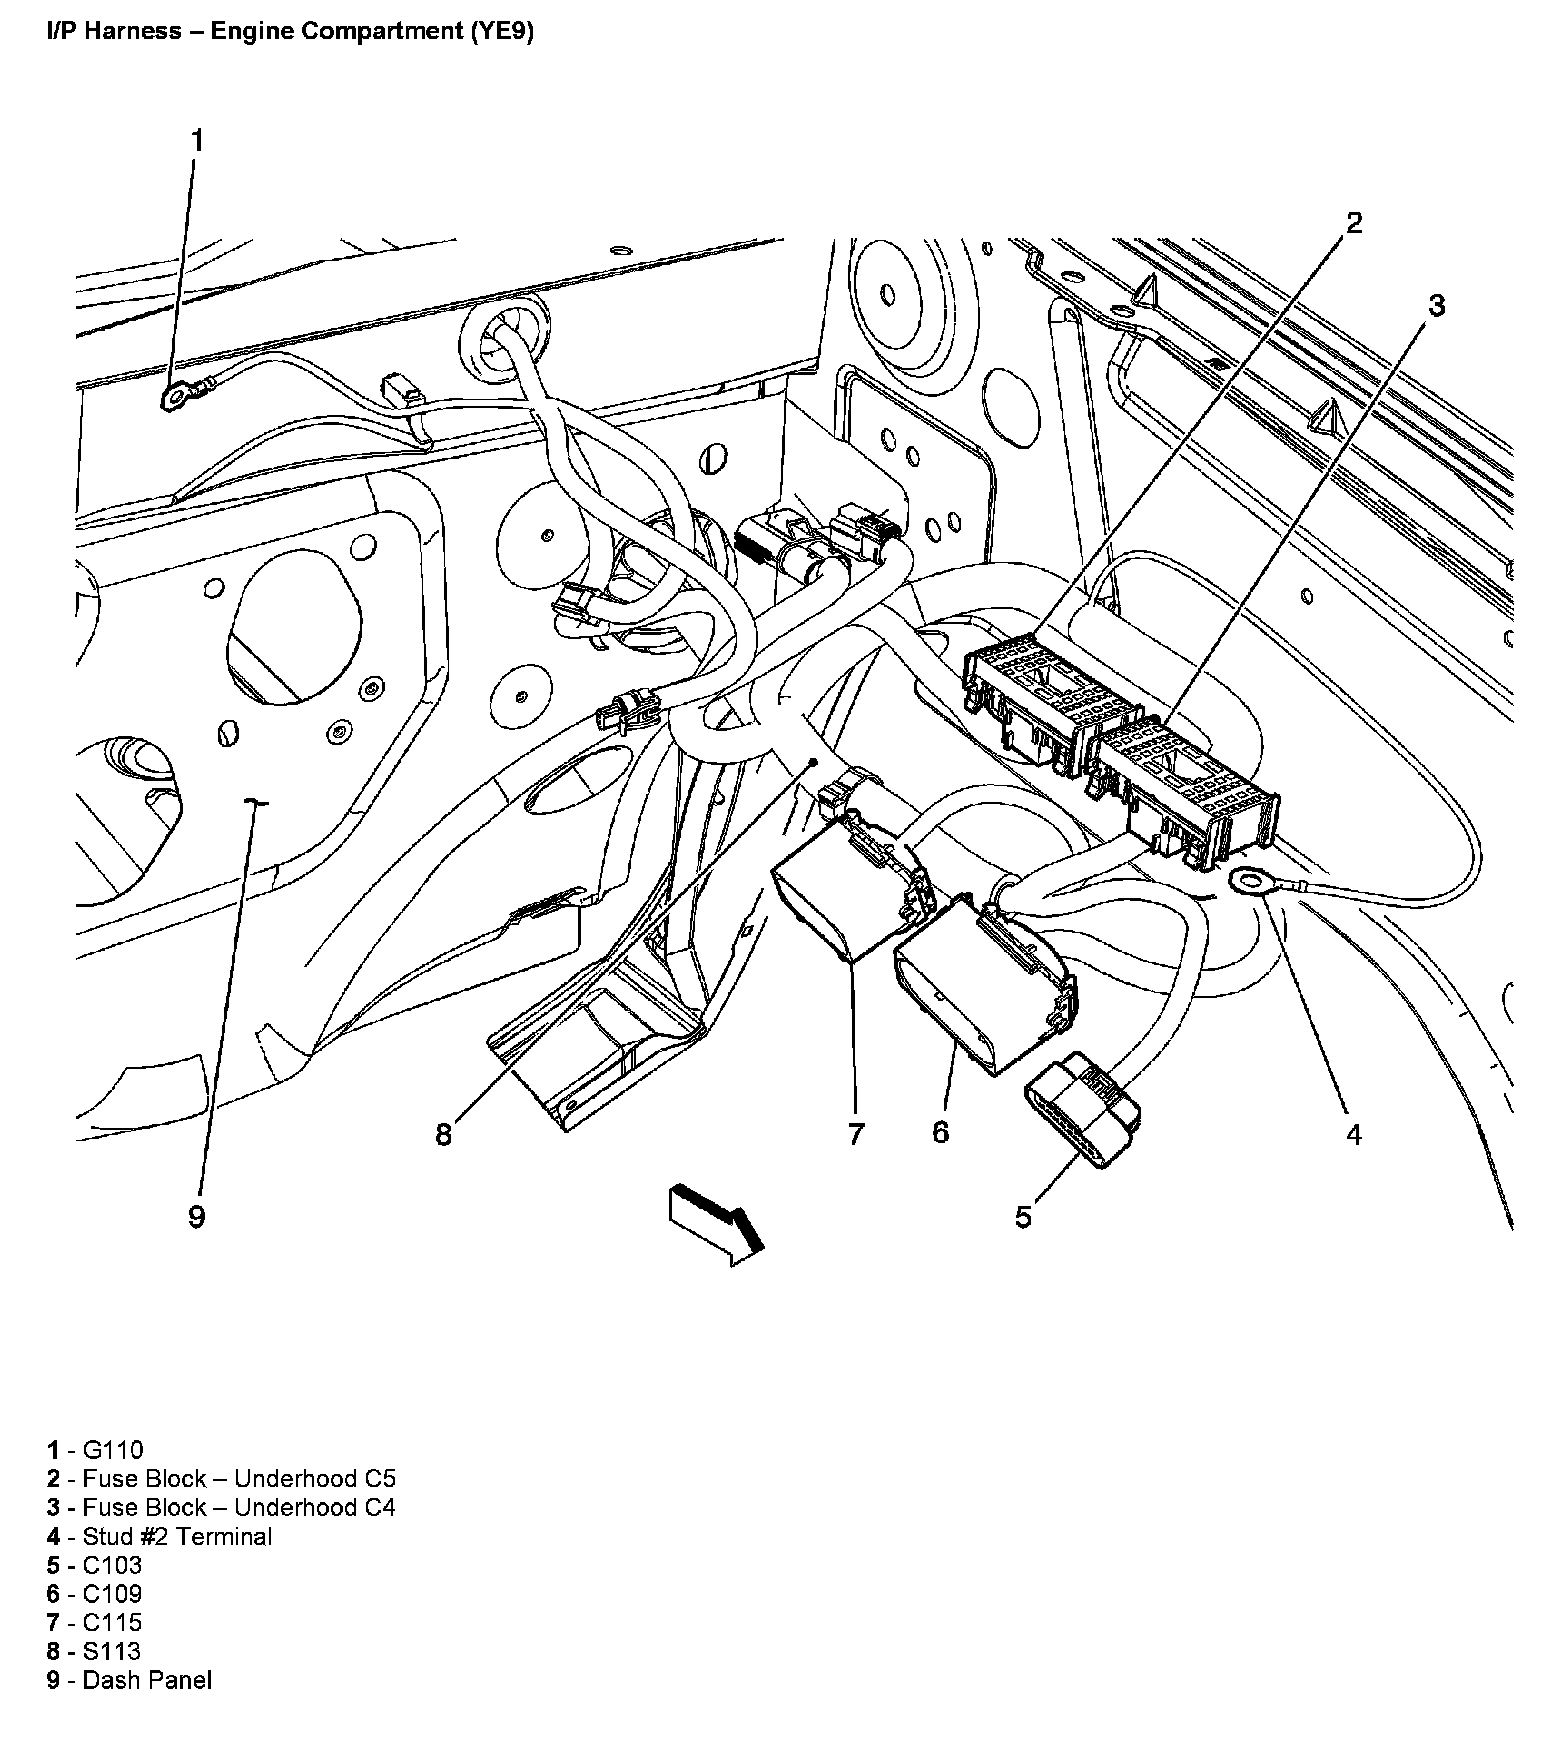 I/P Harness – Engine Compartment (YE9)
1
2
3
8
7
6
4
9
5
1 - G110
2 - Fuse Block – Underhood C5
3 - Fuse Block – Underhood C4
4 - Stud #2 Terminal
5 - C103
6 - C109
7 - C115
8 - S113
9 - Dash Panel